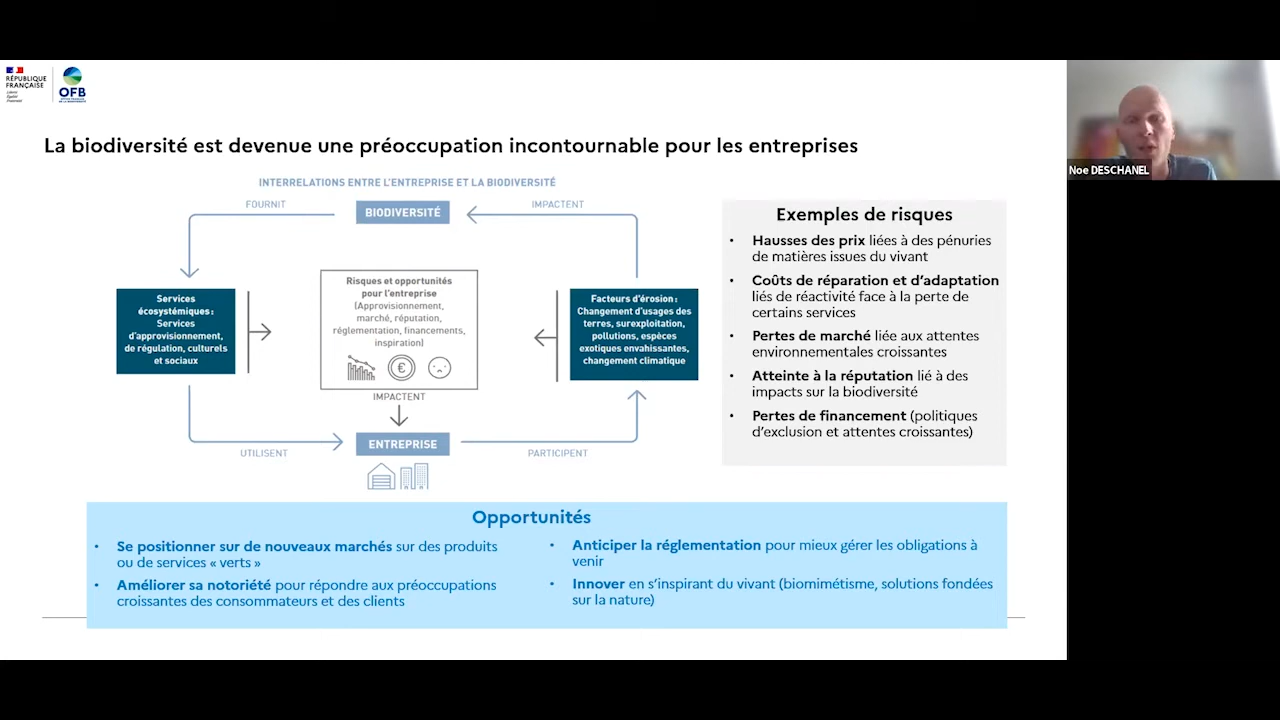 RÉPUBLIQUE
FRANÇAISE
Liberté
Égalité
Fraternité
OFB
OFFICE FRANÇAIS
DE LA BIODIVERSITÉ
La biodiversité est devenue une préoccupation incontournable pour les entreprises
INTERRELATIONS ENTRE L'ENTREPRISE ET LA BIODIVERSITÉ
FOURNIT
BIODIVERSITÉ
IMPACTENT
Services
écosystémiques :
Services
d'approvisionnement,
de régulation, culturels
et sociaux
Risques et opportunités
pour l'entreprise
(Approvisionnement,
marché, réputation,
réglementation, financements,
inspiration)
€
Facteurs d'érosion :
Changement d'usages des
terres, surexploitation,
pollutions, espèces
exotiques envahissantes,
changement climatique
IMPACTENT
ENTREPRISE
UTILISENT
PARTICIPENT
Exemples de risques
• Hausses des prix liées à des pénuries
de matières issues du vivant
• Coûts de réparation et d'adaptation
liés de réactivité face à la perte de
certains services
• Pertes de marché liée aux attentes
environnementales croissantes
• Atteinte à la réputation lié à des
impacts sur la biodiversité
• Pertes de financement (politiques
d'exclusion et attentes croissantes)
Opportunités
• Se positionner sur de nouveaux marchés sur des produits
ou de services « verts »
• Améliorer sa notoriété pour répondre aux préoccupations
croissantes des consommateurs et des clients
• Anticiper la réglementation pour mieux gérer les obligations à
venir
• Innover en s'inspirant du vivant (biomimétisme, solutions fondées
sur la nature)
Noe DESCHANEL